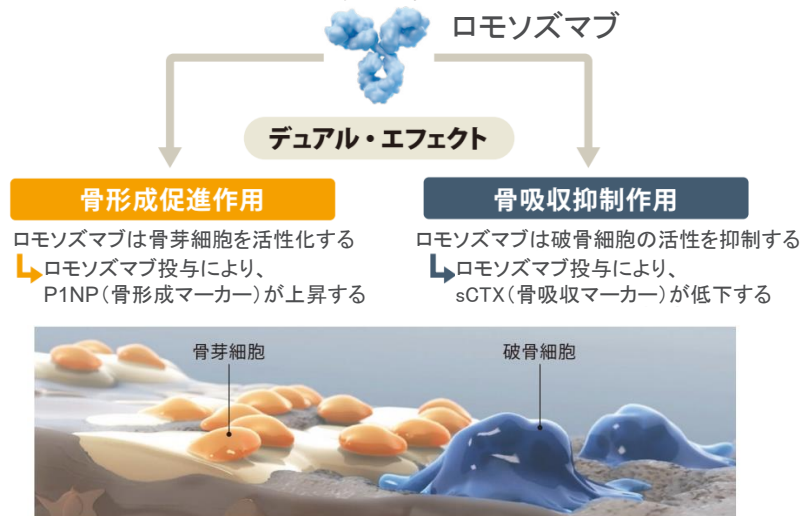 ロモソズマブ
デュアル・エフェクト
骨形成促進作用
ロモソズマブは骨芽細胞を活性化する
ロモソズマブ投与により、
P1NP（骨形成マーカー）が上昇する
骨吸収抑制作用
ロモソズマブは破骨細胞の活性を抑制する
ロモソズマブ投与により、
sCTX（骨吸収マーカー）が低下する
骨芽細胞
破骨細胞